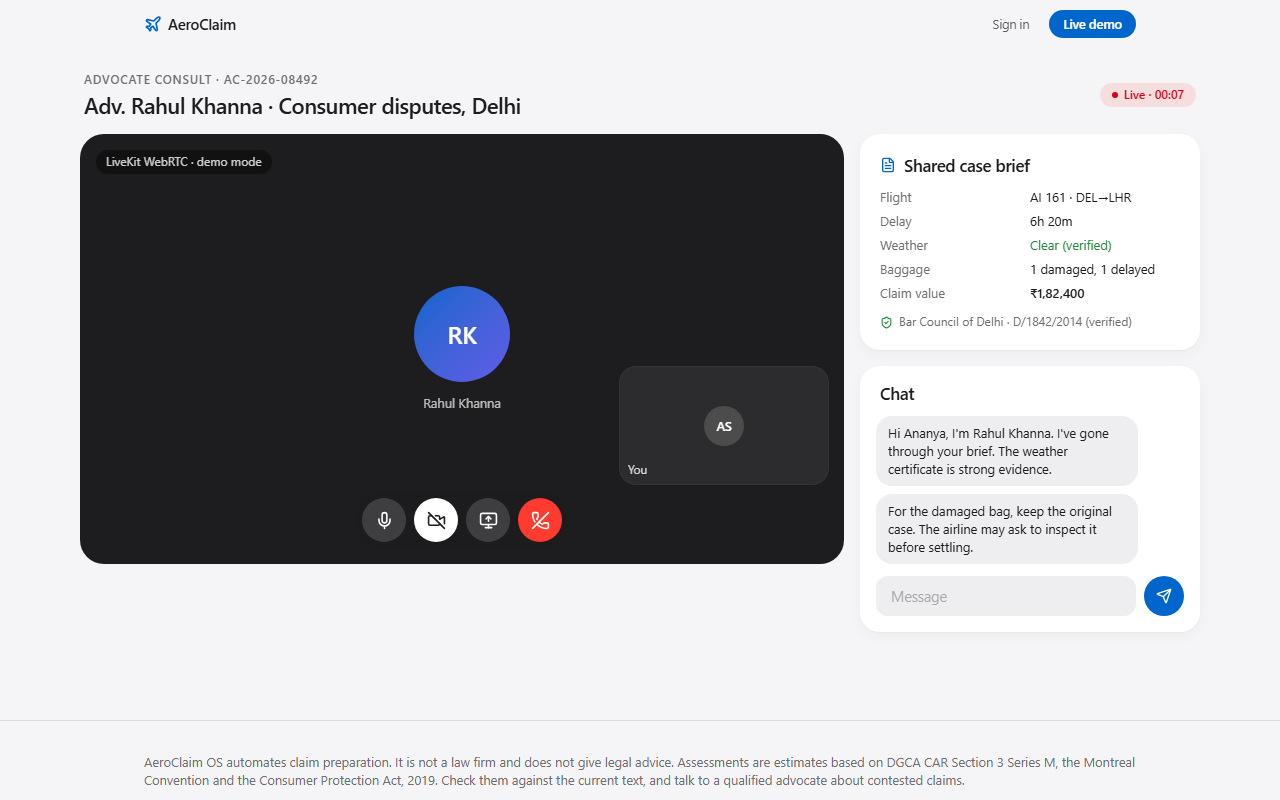 AeroClaim
Sign in
Live demo
ADVOCATE CONSULT · AC-2026-08492
Adv. Rahul Khanna · Consumer disputes, Delhi
Live · 00:07
LiveKit WebRTC · demo mode
RK
Rahul Khanna
AS
You
Shared case brief
Flight AI 161 · DEL→LHR
Delay 6h 20m
Weather Clear (verified)
Baggage 1 damaged, 1 delayed
Claim value ₹1,82,400
Bar Council of Delhi · D/1842/2014 (verified)
Chat
Hi Ananya, I'm Rahul Khanna. I've gone
through your brief. The weather
certificate is strong evidence.
For the damaged bag, keep the original
case. The airline may ask to inspect it
before settling.
Message
AeroClaim OS automates claim preparation. It is not a law firm and does not give legal advice. Assessments are estimates based on DGCA CAR Section 3 Series M, the Montreal
Convention and the Consumer Protection Act, 2019. Check them against the current text, and talk to a qualified advocate about contested claims.